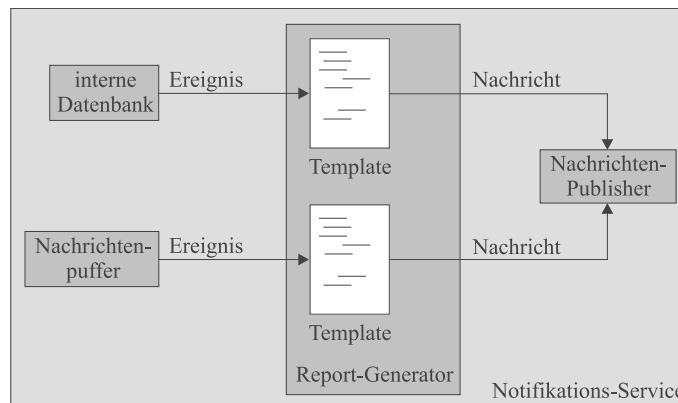 interne
Datenbank
Ereignis
Nachricht
Template
Nachrichten-
Publisher
Nachrichten-
puffer
Ereignis
Nachricht
Template
Report-Generator
Notifikations-Service